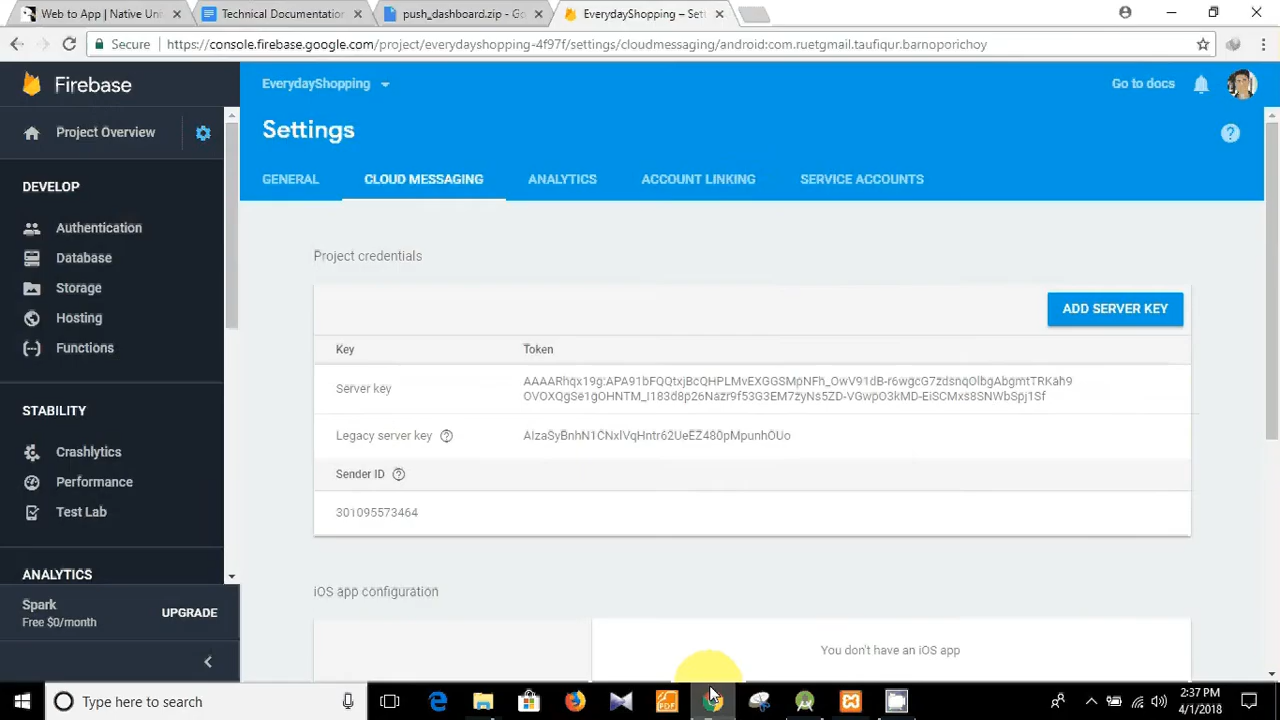 Web to App | Native Uni
Technical Documentation
push_dashboard.zip - Go
EverydayShopping – Set
Secure
https://console.firebase.google.com/project/everydayshopping-4f97f/settings/cloudmessaging/android:com.ruetgmail.taufiqur.barnoporichoy
Firebase
EverydayShopping
Go to docs
Project Overview
Settings
GENERAL
CLOUD MESSAGING
ANALYTICS
ACCOUNT LINKING
SERVICE ACCOUNTS
DEVELOP
Authentication
Database
Storage
Hosting
Functions
STABILITY
Crashlytics
Performance
Test Lab
ANALYTICS
Spark
Free $0/month
UPGRADE
Project credentials
ADD SERVER KEY
Key Token
Server key
AAAARhqx19g:APA91bFQQtxjBcQHPLMvEXGGSMpNFh_OwV91dB-r6wgcG7zdsnqOlbgAbgmtTRKah9
OVOXQgSe1gOHNTM_I183d8p26Nazr9f53G3EM7zyNs5ZD-VGwpO3kMD-EiSCMxs8SNWbSpj1Sf
Legacy server key
AIzaSyBnhN1CNxlVqHntr62UeEZ480pMpunhOUo
Sender ID
301095573464
iOS app configuration
You don't have an iOS app
Type here to search
PDF
2:37 PM
4/1/2018